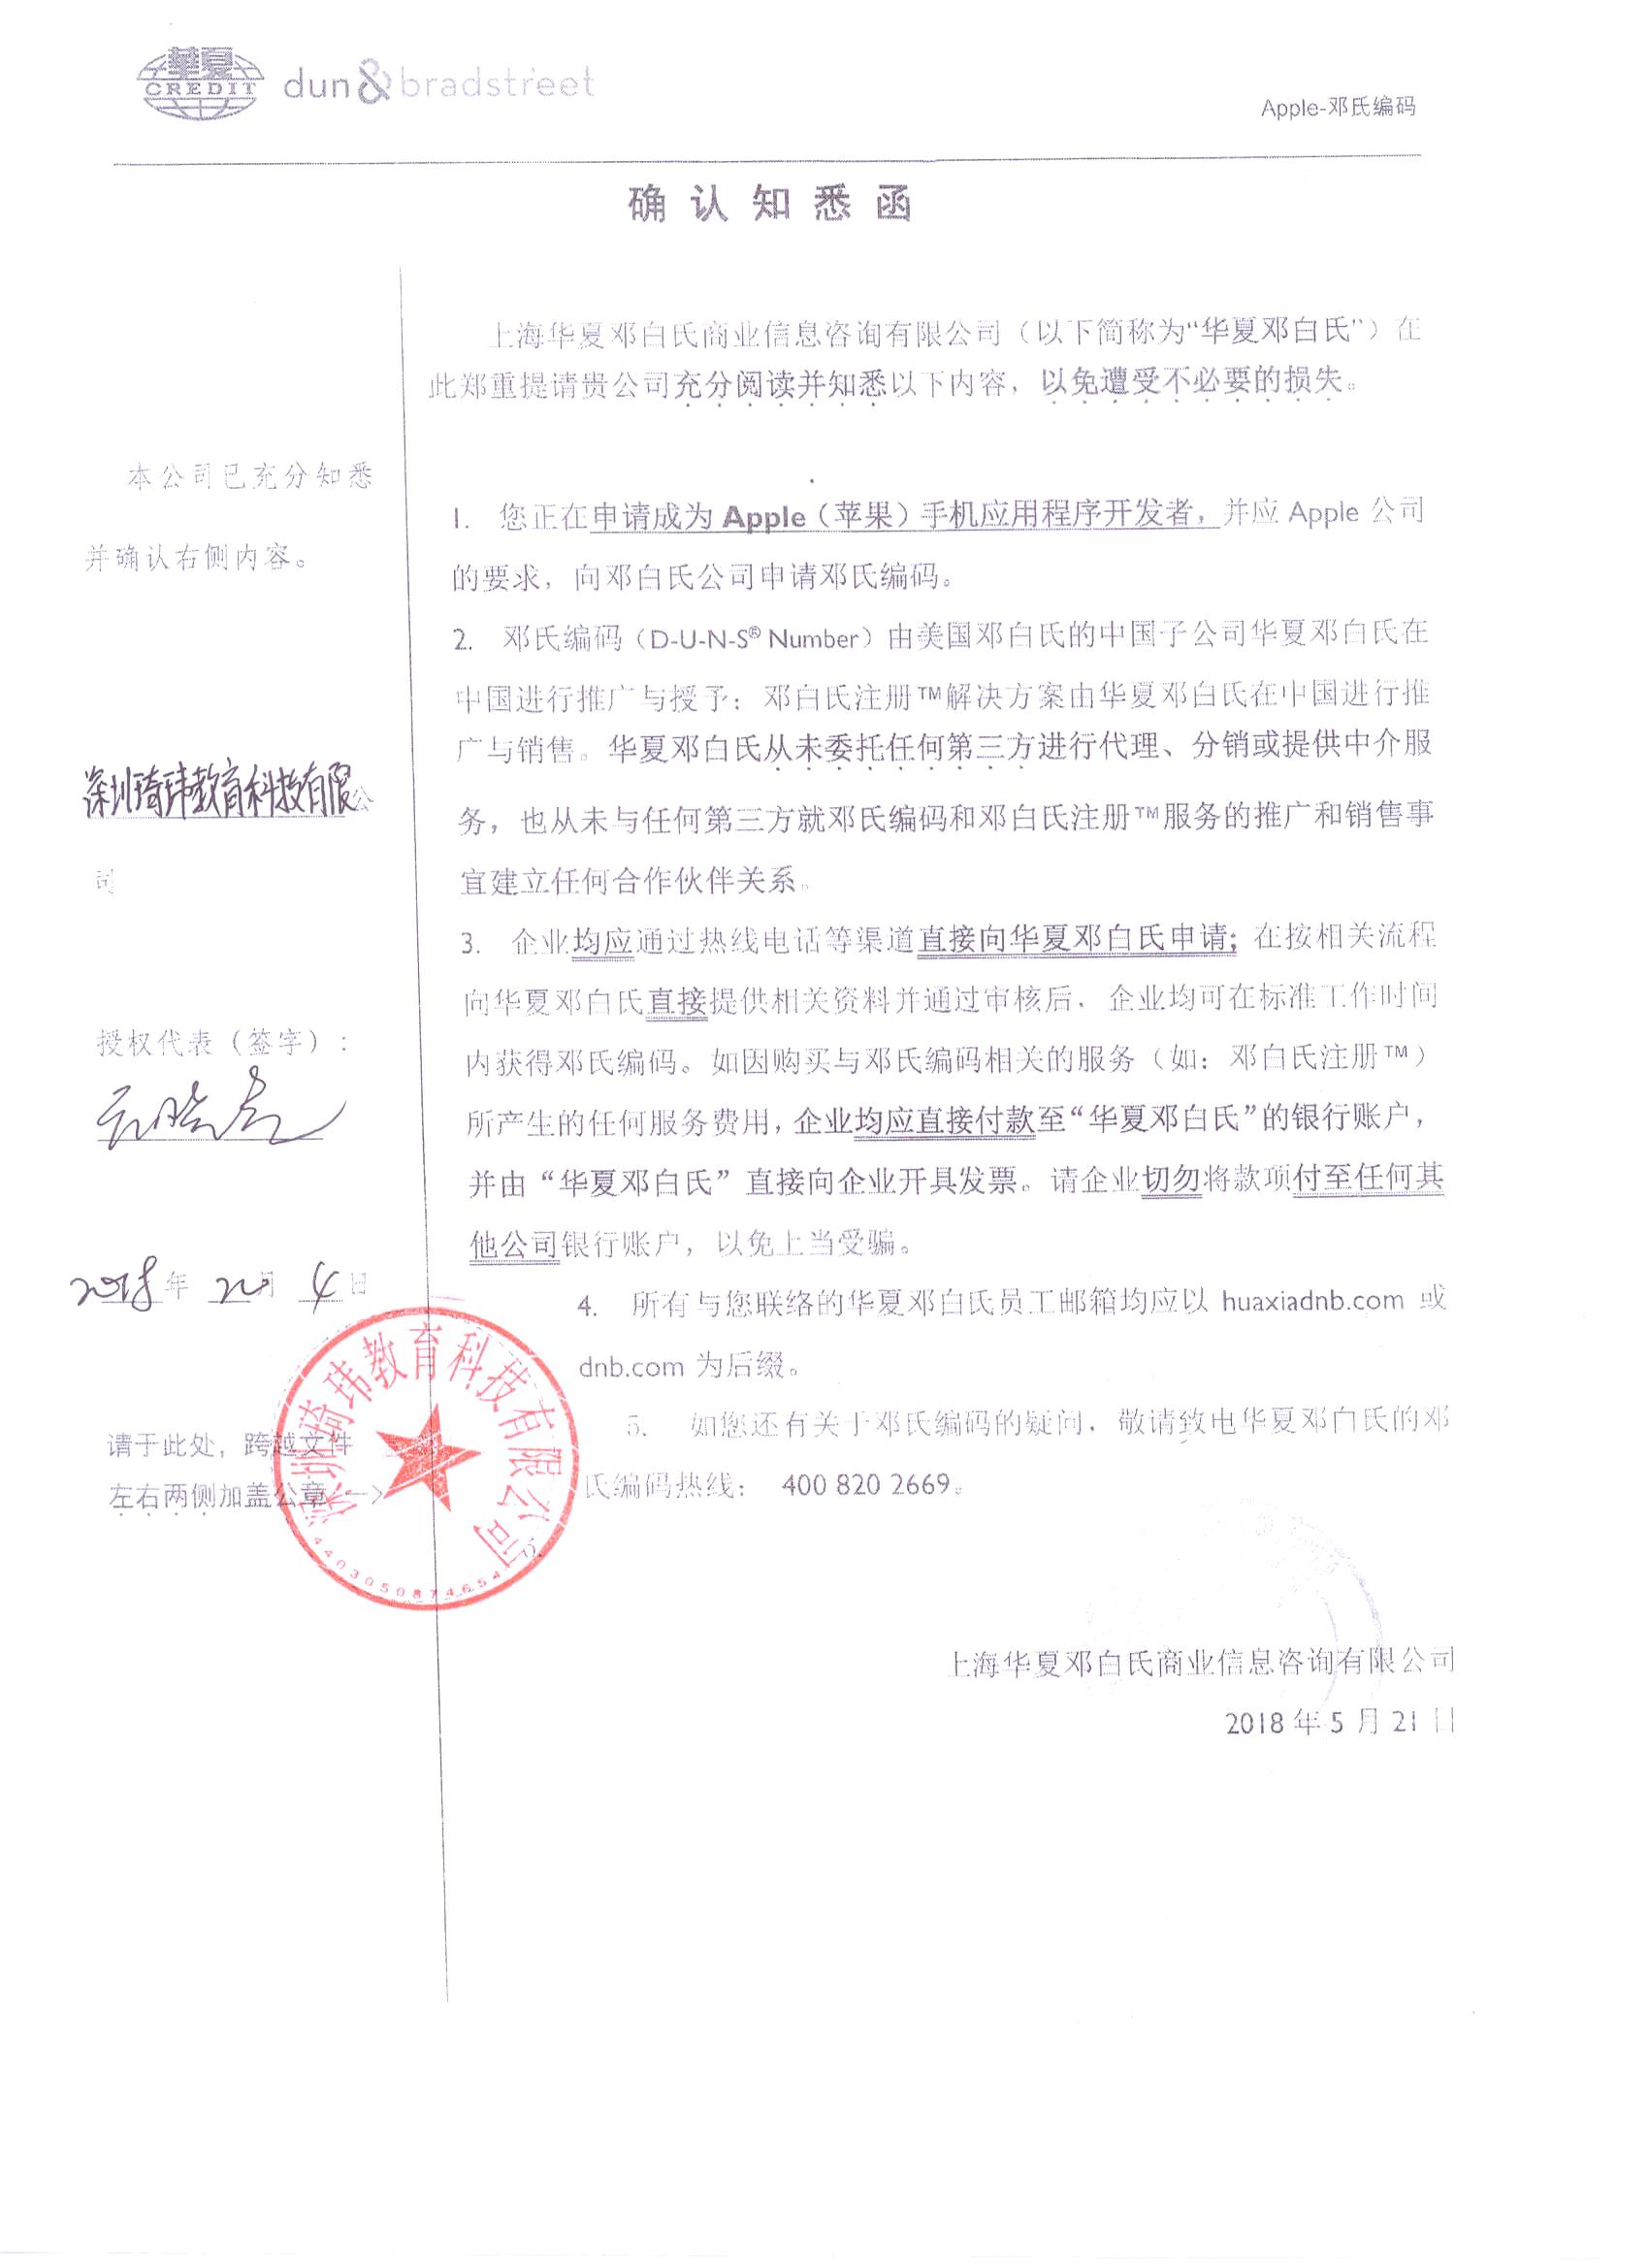 華夏
CREDIT
dun&bradstreet
Apple-邓氏编码
确认知悉函
上海华夏邓白氏商业信息咨询有限公司（以下简称为“华夏邓白氏”）在
此郑重提请贵公司充分阅读并知悉以下内容，以免遭受不必要的损失。
本公司已充分知悉
并确认右侧内容。
深圳琦玮教育科技有限公
司
授权代表（签字）：
2018年 月 4日
请于此处，跨越文件
左右两侧加盖公章 —>
1. 您正在申请成为 Apple（苹果）手机应用程序开发者，并应 Apple 公司
的要求，向邓白氏公司申请邓氏编码。
2. 邓氏编码（D-U-N-S® Number）由美国邓白氏的中国子公司华夏邓白氏在
中国进行推广与授予；邓白氏注册™解决方案由华夏邓白氏在中国进行推
广与销售。华夏邓白氏从未委托任何第三方进行代理、分销或提供中介服
务，也从未与任何第三方就邓氏编码和邓白氏注册™服务的推广和销售事
宜建立任何合作伙伴关系。
3. 企业均应通过热线电话等渠道直接向华夏邓白氏申请；在按相关流程
向华夏邓白氏直接提供相关资料并通过审核后，企业均可在标准工作时间
内获得邓氏编码。如因购买与邓氏编码相关的服务（如：邓白氏注册™）
所产生的任何服务费用，企业均应直接付款至“华夏邓白氏”的银行账户，
并由“华夏邓白氏”直接向企业开具发票。请企业切勿将款项付至任何其
他公司银行账户，以免上当受骗。
4. 所有与您联络的华夏邓白氏员工邮箱均应以 huaxiadnb.com 或
dnb.com 为后缀。
5. 如您还有关于邓氏编码的疑问，敬请致电华夏邓白氏的邓
氏编码热线： 400 820 2669。
深圳琦玮教育科技有限公司
4403050874654
上海华夏邓白氏商业信息咨询有限公司
2018 年 5 月 21 日